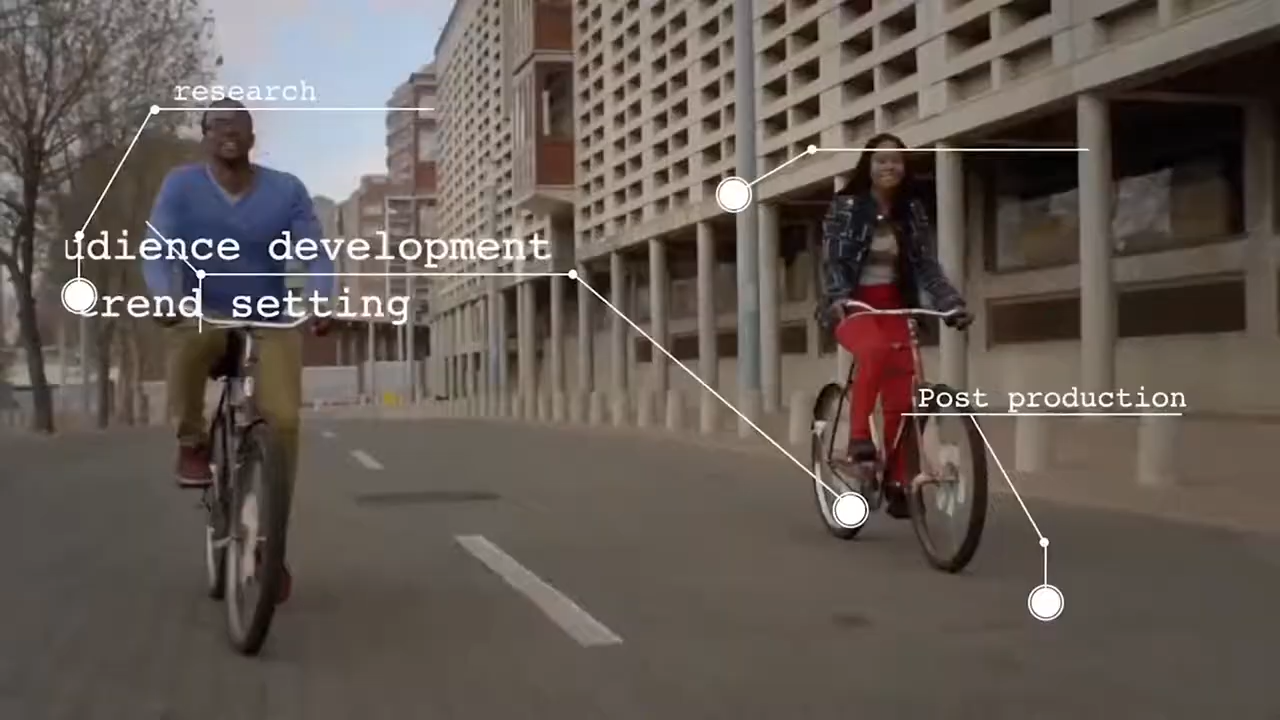 research
udience development
rend setting
Post production